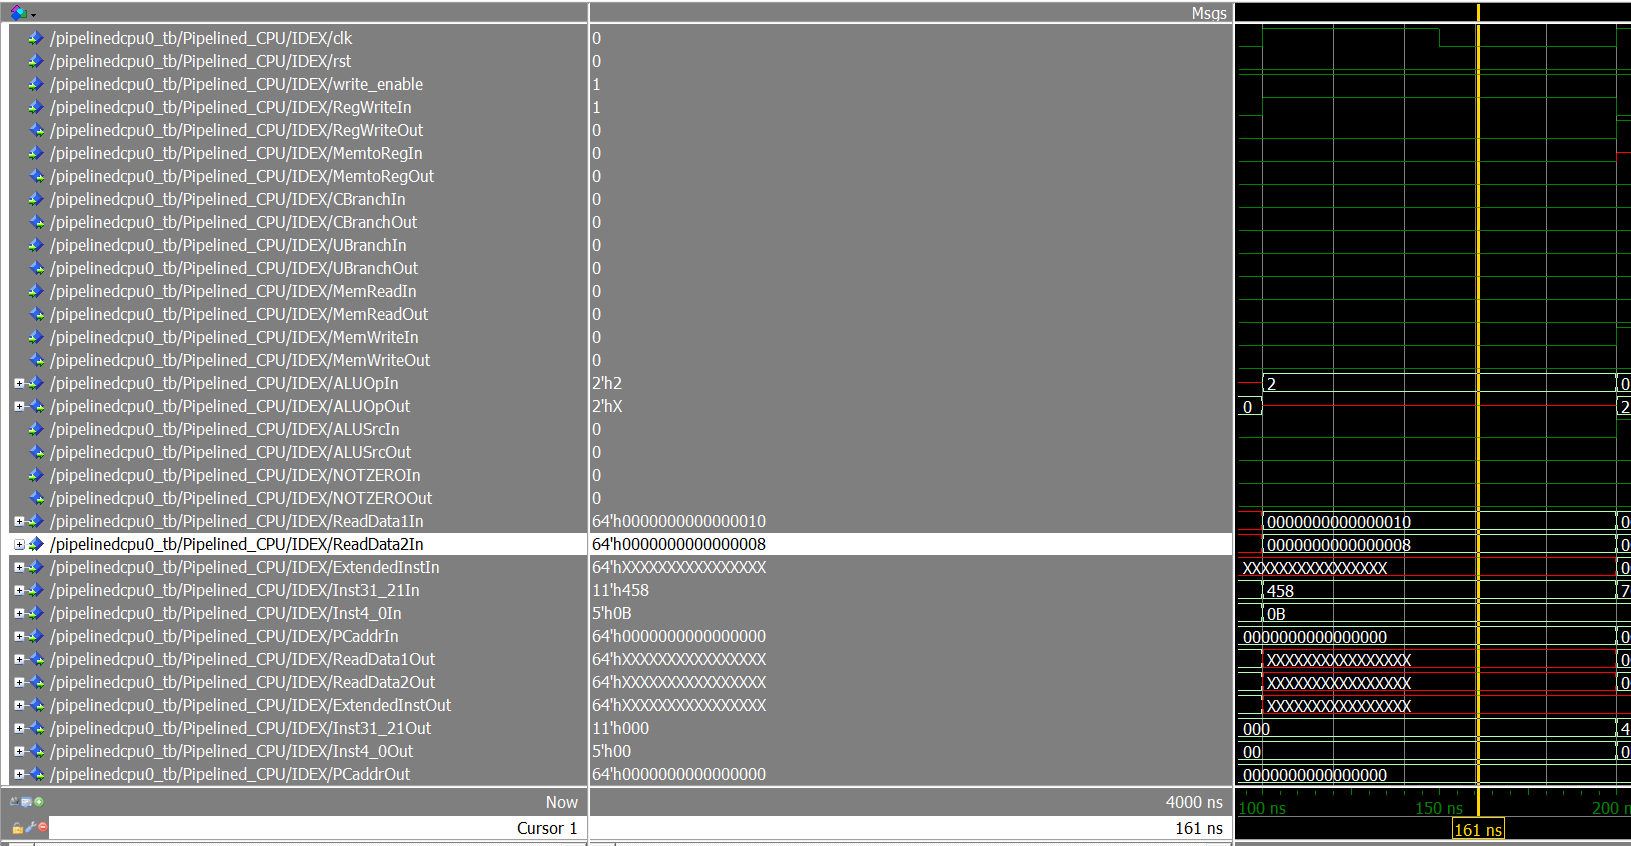 Msgs
/pipelinedcpu0_tb/Pipelined_CPU/IDEX/clk 0
/pipelinedcpu0_tb/Pipelined_CPU/IDEX/rst 0
/pipelinedcpu0_tb/Pipelined_CPU/IDEX/write_enable 1
/pipelinedcpu0_tb/Pipelined_CPU/IDEX/RegWriteIn 1
/pipelinedcpu0_tb/Pipelined_CPU/IDEX/RegWriteOut 0
/pipelinedcpu0_tb/Pipelined_CPU/IDEX/MemtoRegIn 0
/pipelinedcpu0_tb/Pipelined_CPU/IDEX/MemtoRegOut 0
/pipelinedcpu0_tb/Pipelined_CPU/IDEX/CBranchIn 0
/pipelinedcpu0_tb/Pipelined_CPU/IDEX/CBranchOut 0
/pipelinedcpu0_tb/Pipelined_CPU/IDEX/UBranchIn 0
/pipelinedcpu0_tb/Pipelined_CPU/IDEX/UBranchOut 0
/pipelinedcpu0_tb/Pipelined_CPU/IDEX/MemReadIn 0
/pipelinedcpu0_tb/Pipelined_CPU/IDEX/MemReadOut 0
/pipelinedcpu0_tb/Pipelined_CPU/IDEX/MemWriteIn 0
/pipelinedcpu0_tb/Pipelined_CPU/IDEX/MemWriteOut 0
/pipelinedcpu0_tb/Pipelined_CPU/IDEX/ALUOpIn 2'h2 2 0
/pipelinedcpu0_tb/Pipelined_CPU/IDEX/ALUOpOut 2'hX 0 2
/pipelinedcpu0_tb/Pipelined_CPU/IDEX/ALUSrcIn 0
/pipelinedcpu0_tb/Pipelined_CPU/IDEX/ALUSrcOut 0
/pipelinedcpu0_tb/Pipelined_CPU/IDEX/NOTZEROIn 0
/pipelinedcpu0_tb/Pipelined_CPU/IDEX/NOTZEROOut 0
/pipelinedcpu0_tb/Pipelined_CPU/IDEX/ReadData1In 64'h0000000000000010 0000000000000010
/pipelinedcpu0_tb/Pipelined_CPU/IDEX/ReadData2In 64'h0000000000000008 0000000000000008
/pipelinedcpu0_tb/Pipelined_CPU/IDEX/ExtendedInstIn 64'hXXXXXXXXXXXXXXXX XXXXXXXXXXXXXXXX
/pipelinedcpu0_tb/Pipelined_CPU/IDEX/Inst31_21In 11'h458 458
/pipelinedcpu0_tb/Pipelined_CPU/IDEX/Inst4_0In 5'h0B 0B
/pipelinedcpu0_tb/Pipelined_CPU/IDEX/PCaddrIn 64'h0000000000000000 0000000000000000
/pipelinedcpu0_tb/Pipelined_CPU/IDEX/ReadData1Out 64'hXXXXXXXXXXXXXXXX XXXXXXXXXXXXXXXX
/pipelinedcpu0_tb/Pipelined_CPU/IDEX/ReadData2Out 64'hXXXXXXXXXXXXXXXX XXXXXXXXXXXXXXXX
/pipelinedcpu0_tb/Pipelined_CPU/IDEX/ExtendedInstOut 64'hXXXXXXXXXXXXXXXX XXXXXXXXXXXXXXXX
/pipelinedcpu0_tb/Pipelined_CPU/IDEX/Inst31_21Out 11'h000 000
/pipelinedcpu0_tb/Pipelined_CPU/IDEX/Inst4_0Out 5'h00 00
/pipelinedcpu0_tb/Pipelined_CPU/IDEX/PCaddrOut 64'h0000000000000000 0000000000000000
Now 4000 ns 100 ns 150 ns 200
Cursor 1 161 ns 161 ns